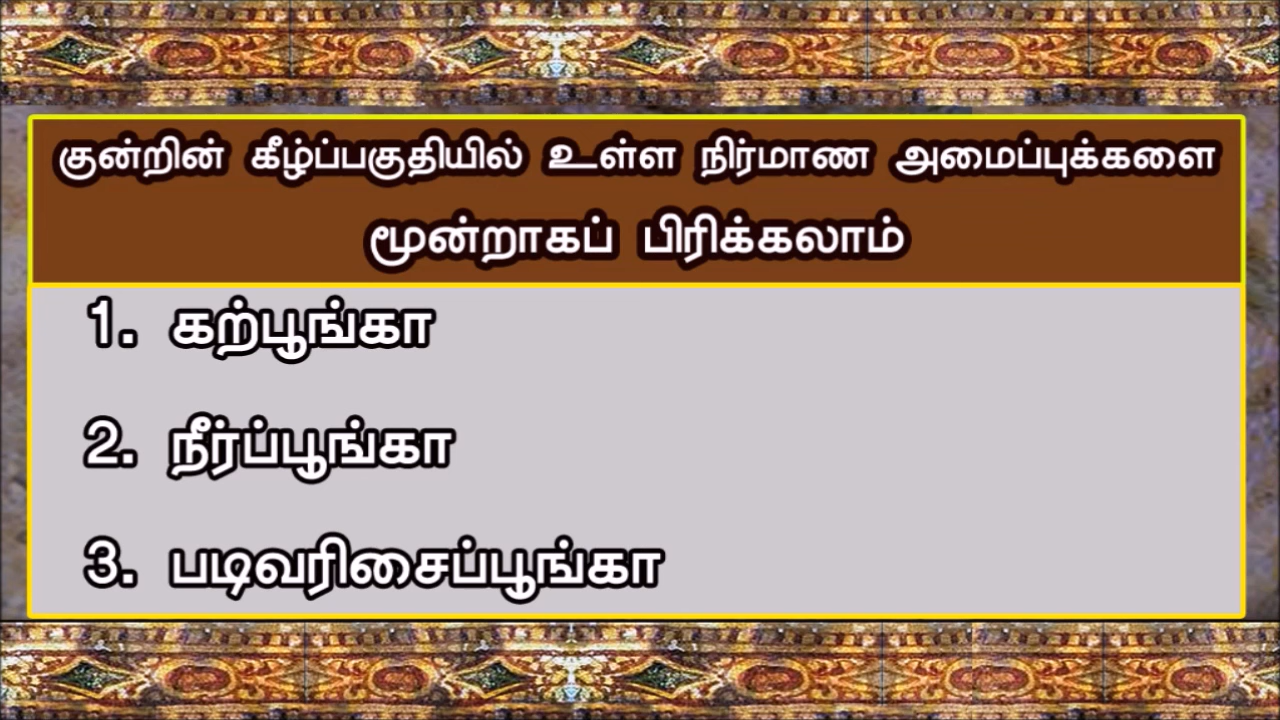 குன்றின் கீழ்ப்பகுதியில் உள்ள நிர்மாண அமைப்புக்களை
மூன்றாகப் பிரிக்கலாம்
1. கற்பூங்கா
2. நீர்ப்பூங்கா
3. படிவரிசைப்பூங்கா